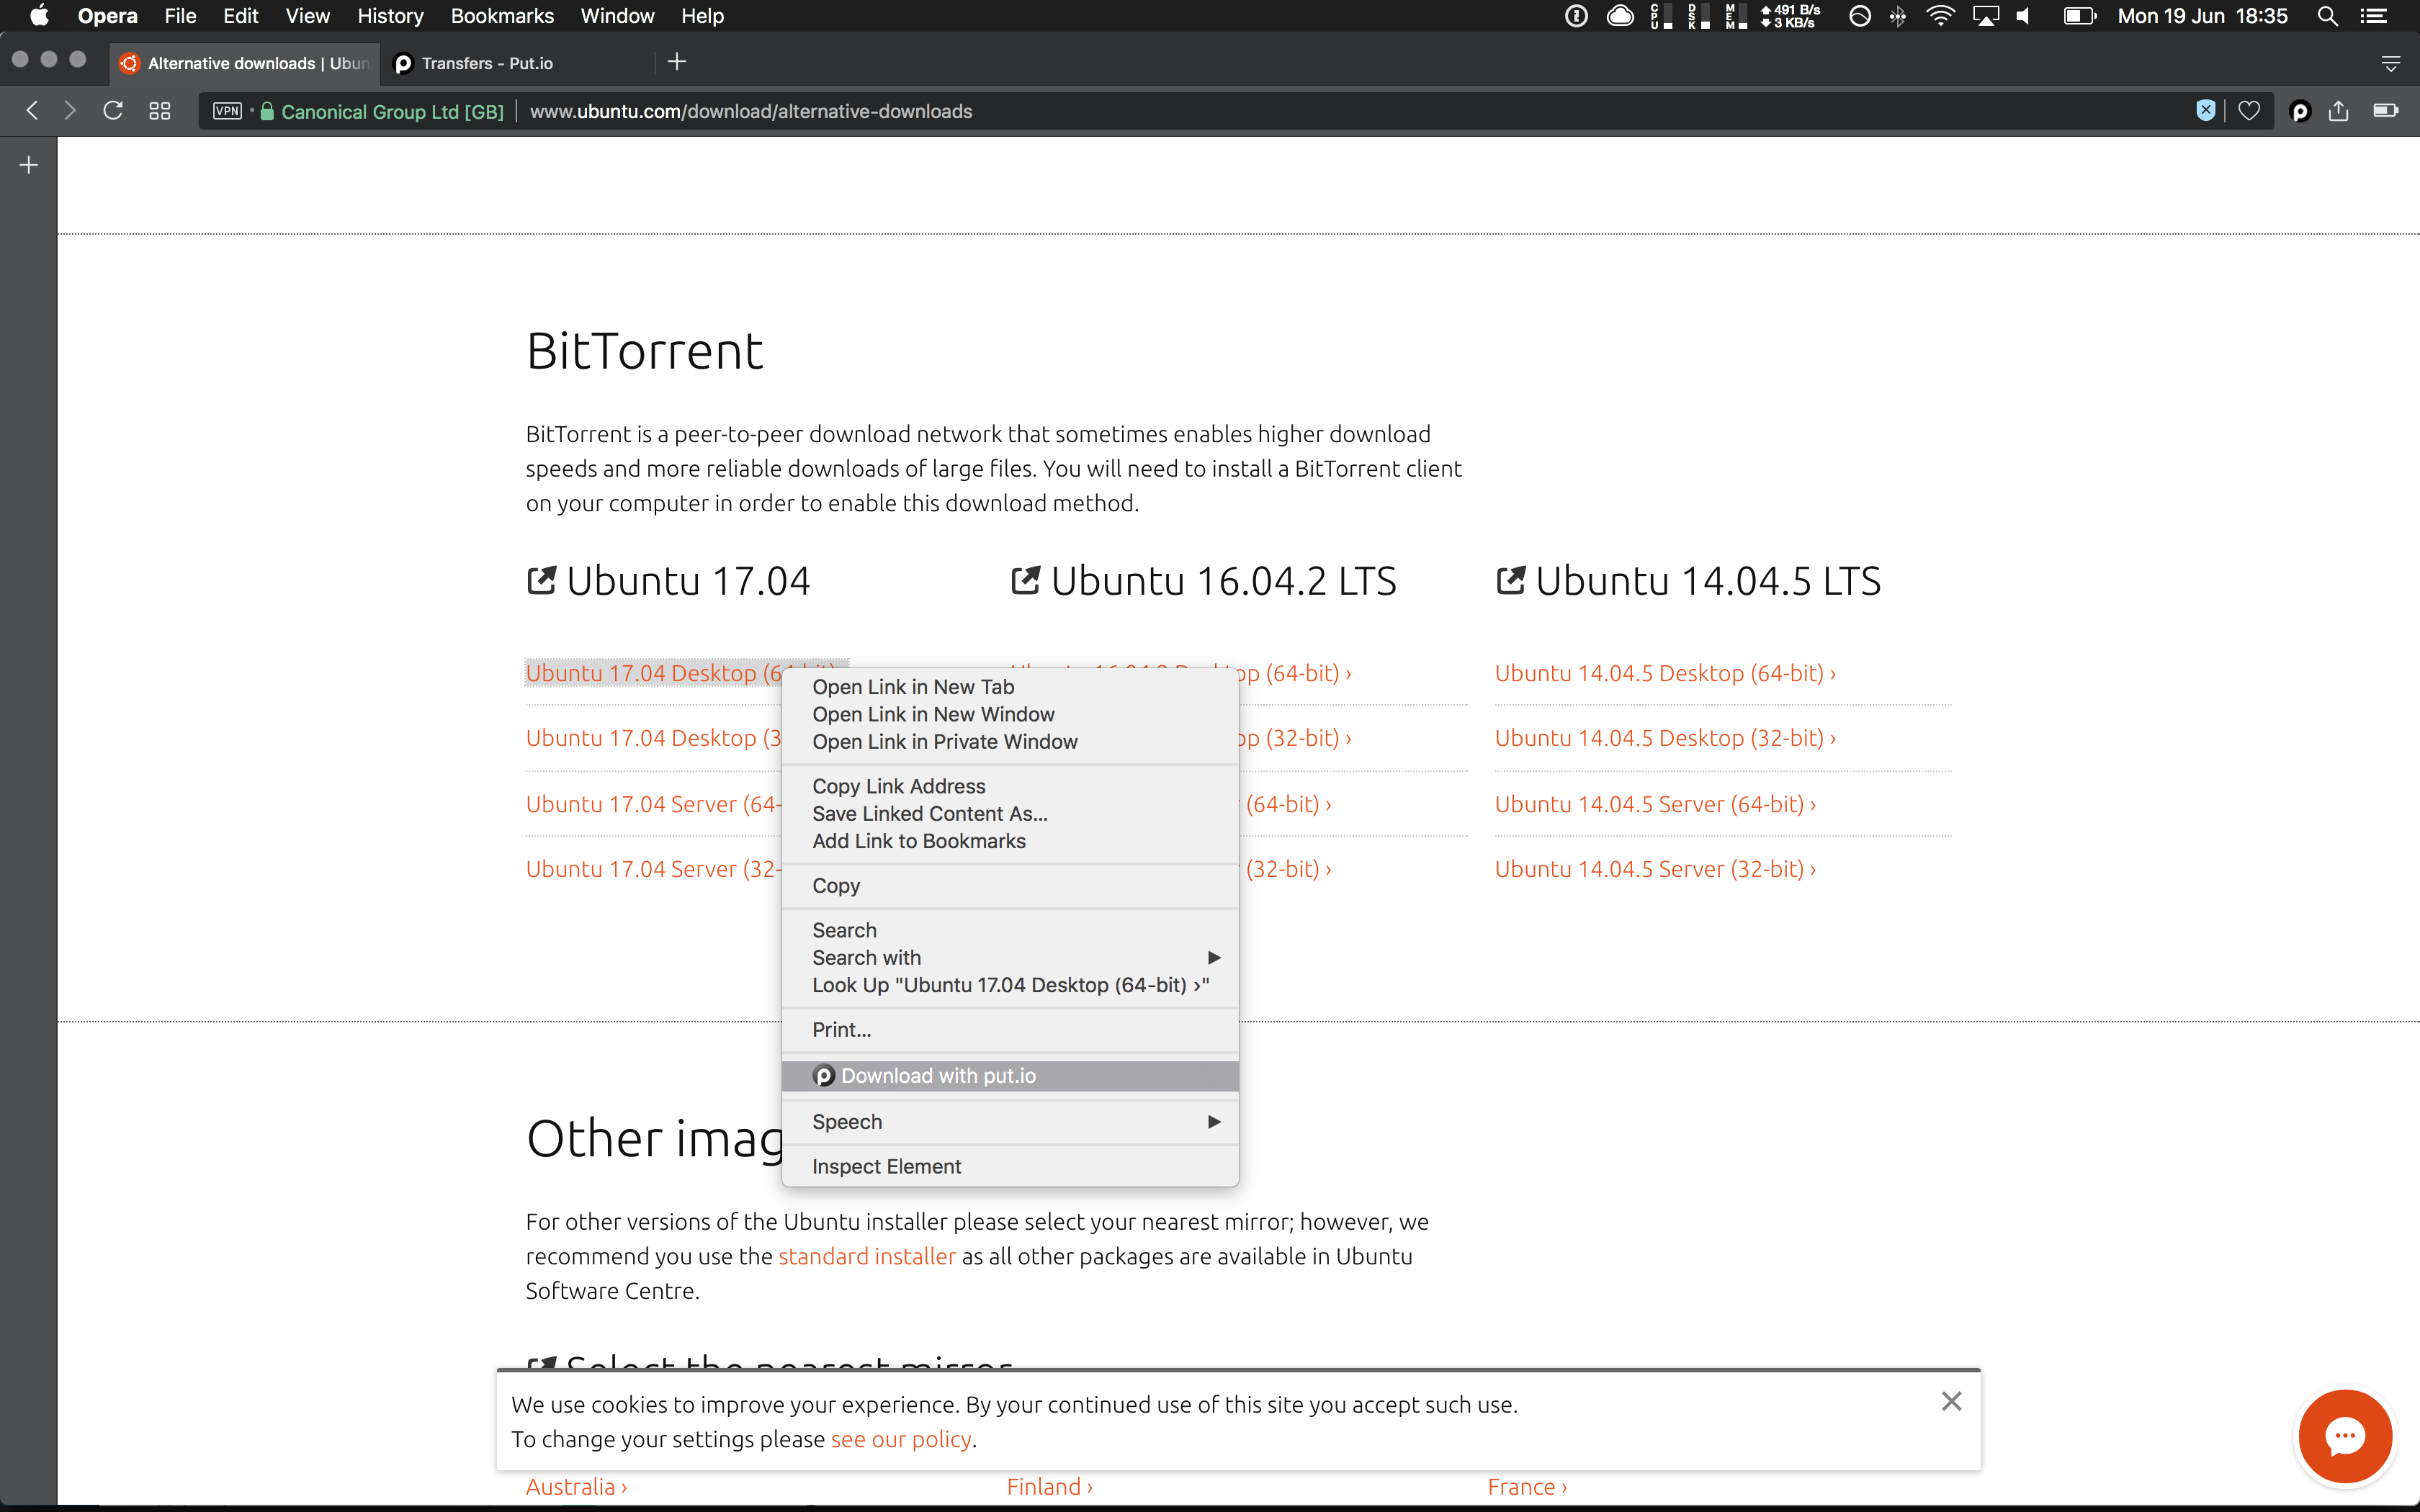 Opera File Edit View History Bookmarks Window Help
CPU DSK MEM 491 B/s 3 KB/s Mon 19 Jun 18:35
Alternative downloads | Ubun Transfers - Put.io
VPN Canonical Group Ltd [GB] www.ubuntu.com/download/alternative-downloads
BitTorrent
BitTorrent is a peer-to-peer download network that sometimes enables higher download
speeds and more reliable downloads of large files. You will need to install a BitTorrent client
on your computer in order to enable this download method.
Ubuntu 17.04
Ubuntu 17.04 Desktop (6
Ubuntu 17.04 Desktop (3
Ubuntu 17.04 Server (64-
Ubuntu 17.04 Server (32-
Ubuntu 16.04.2 LTS
op (64-bit) ›
op (32-bit) ›
(64-bit) ›
(32-bit) ›
Ubuntu 14.04.5 LTS
Ubuntu 14.04.5 Desktop (64-bit) ›
Ubuntu 14.04.5 Desktop (32-bit) ›
Ubuntu 14.04.5 Server (64-bit) ›
Ubuntu 14.04.5 Server (32-bit) ›
Open Link in New Tab
Open Link in New Window
Open Link in Private Window
Copy Link Address
Save Linked Content As...
Add Link to Bookmarks
Copy
Search
Search with
Look Up "Ubuntu 17.04 Desktop (64-bit) ›"
Print...
Download with put.io
Speech
Inspect Element
Other imag
For other versions of the Ubuntu installer please select your nearest mirror; however, we
recommend you use the standard installer as all other packages are available in Ubuntu
Software Centre.
Select the nearest mirror
We use cookies to improve your experience. By your continued use of this site you accept such use.
To change your settings please see our policy.
Australia › Finland › France ›